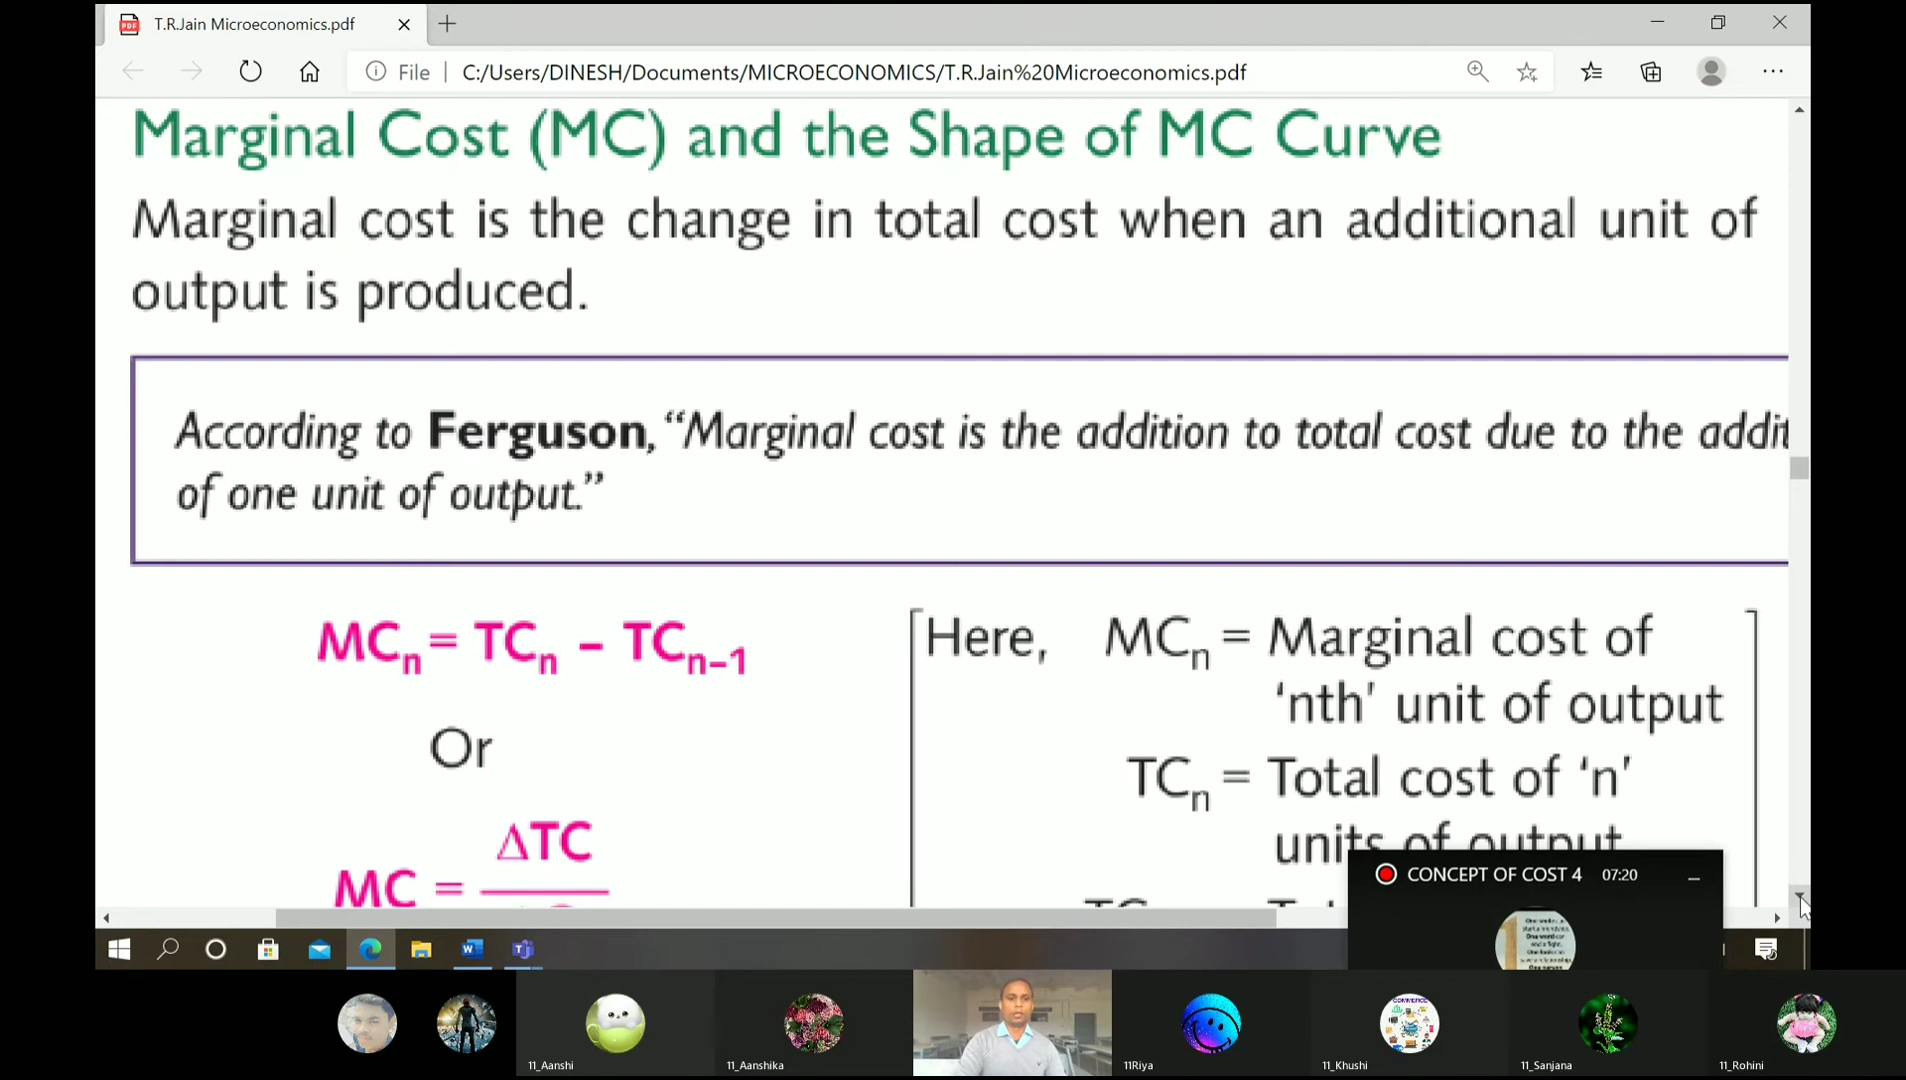 T.R.Jain Microeconomics.pdf
File
C:/Users/DINESH/Documents/MICROECONOMICS/T.R.Jain%20Microeconomics.pdf
Marginal Cost (MC) and the Shape of MC Curve
Marginal cost is the change in total cost when an additional unit of
output is produced.
According to Ferguson, “Marginal cost is the addition to total cost due to the addit
of one unit of output.”
MCn = TCn – TCn–1
Here, MCn = Marginal cost of
‘nth’ unit of output
Or
TCn = Total cost of ‘n’
units of output
ΔTC
MC =
CONCEPT OF COST 4 07:20
11_Aanshi
11_Aanshika
11Riya
11_Khushi
11_Sanjana
11_Rohini